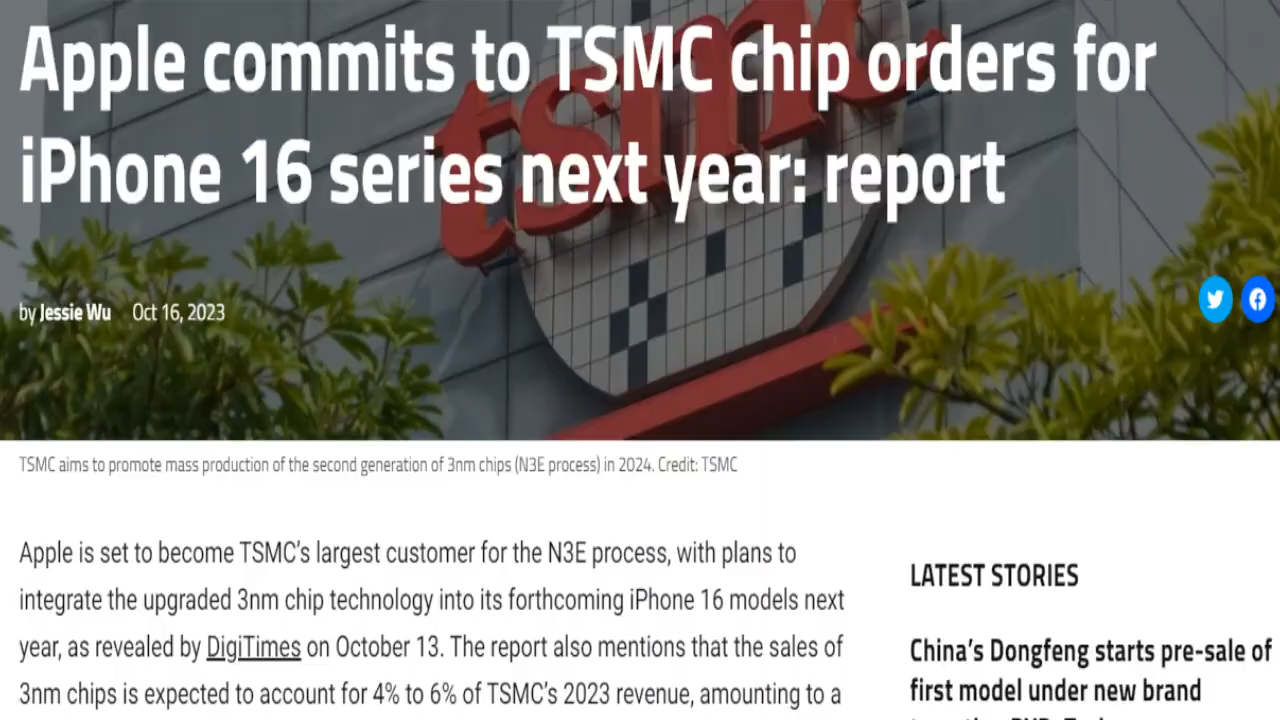 Apple commits to TSMC chip orders for
iPhone 16 series next year: report
tsmc
by Jessie Wu Oct 16, 2023
TSMC aims to promote mass production of the second generation of 3nm chips (N3E process) in 2024. Credit: TSMC
Apple is set to become TSMC’s largest customer for the N3E process, with plans to
integrate the upgraded 3nm chip technology into its forthcoming iPhone 16 models next
year, as revealed by DigiTimes on October 13. The report also mentions that the sales of
3nm chips is expected to account for 4% to 6% of TSMC’s 2023 revenue, amounting to a
LATEST STORIES
China’s Dongfeng starts pre-sale of
first model under new brand